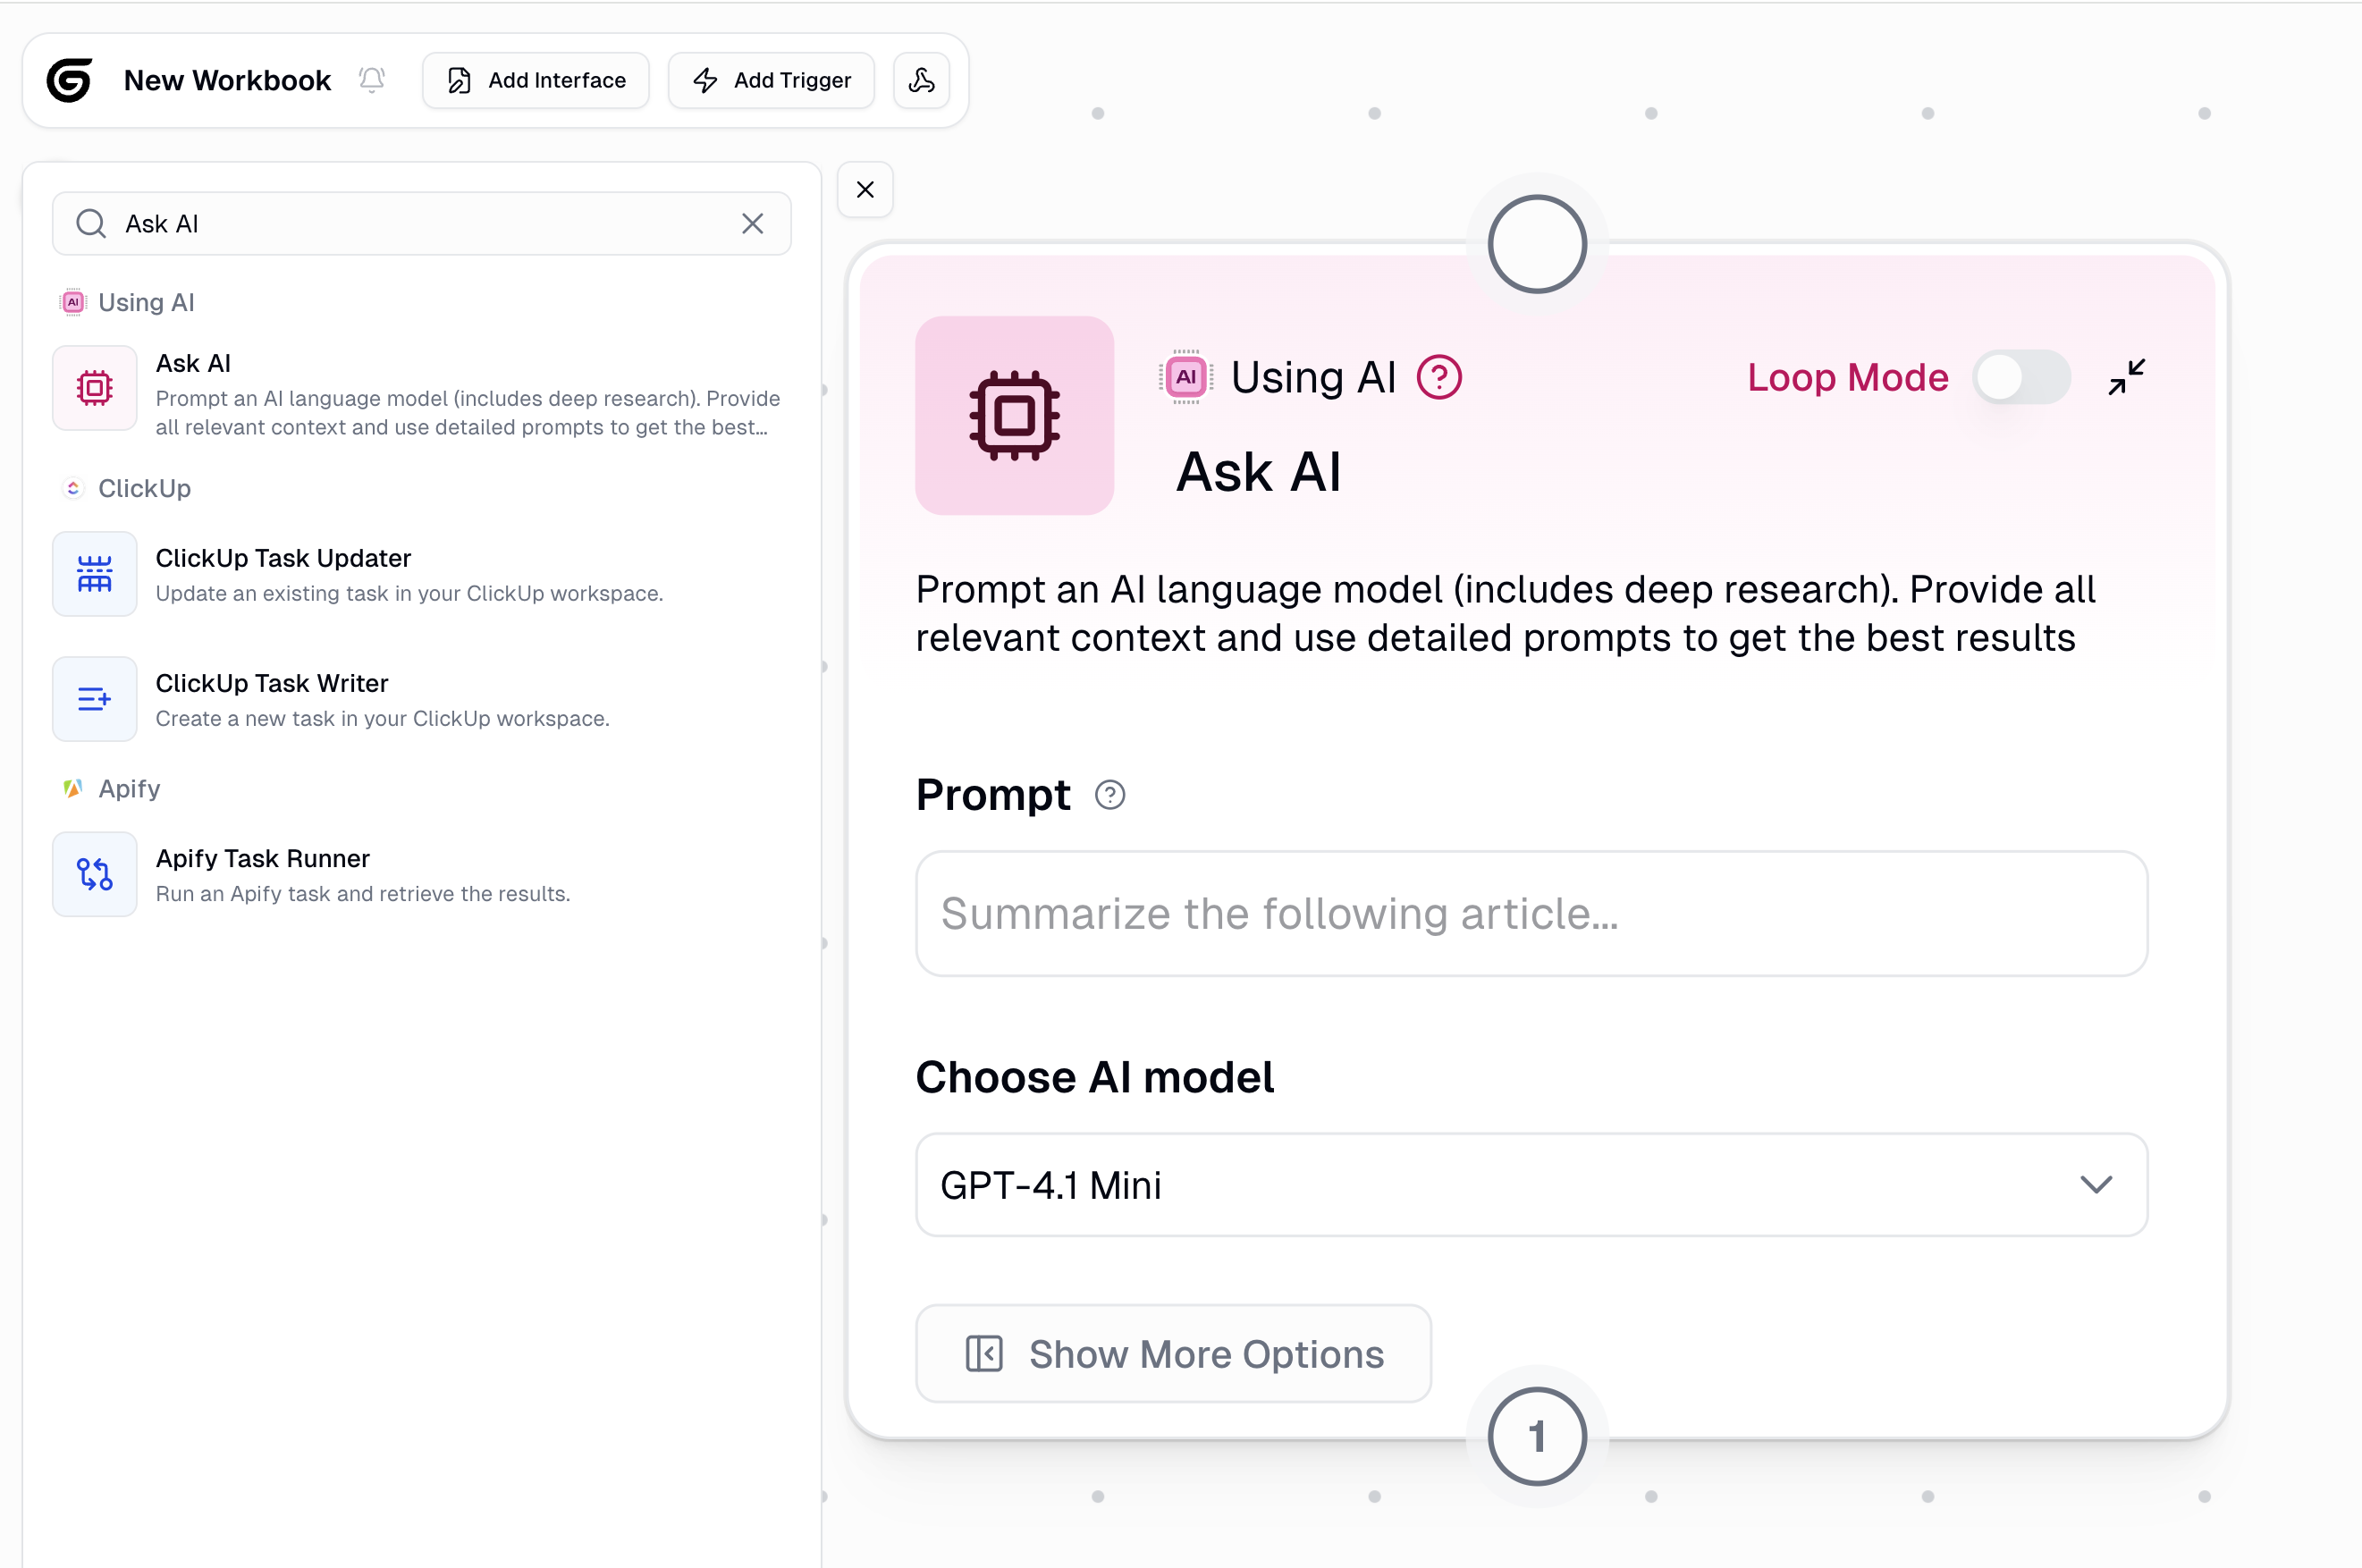 New Workbook
Add Interface
Add Trigger
Ask AI
AI Using AI
Ask AI
Prompt an AI language model (includes deep research). Provide
all relevant context and use detailed prompts to get the best...
ClickUp
ClickUp Task Updater
Update an existing task in your ClickUp workspace.
ClickUp Task Writer
Create a new task in your ClickUp workspace.
Apify
Apify Task Runner
Run an Apify task and retrieve the results.
AI Using AI ?
Loop Mode
Ask AI
Prompt an AI language model (includes deep research). Provide all
relevant context and use detailed prompts to get the best results
Prompt ?
Summarize the following article...
Choose AI model
GPT-4.1 Mini
Show More Options
1